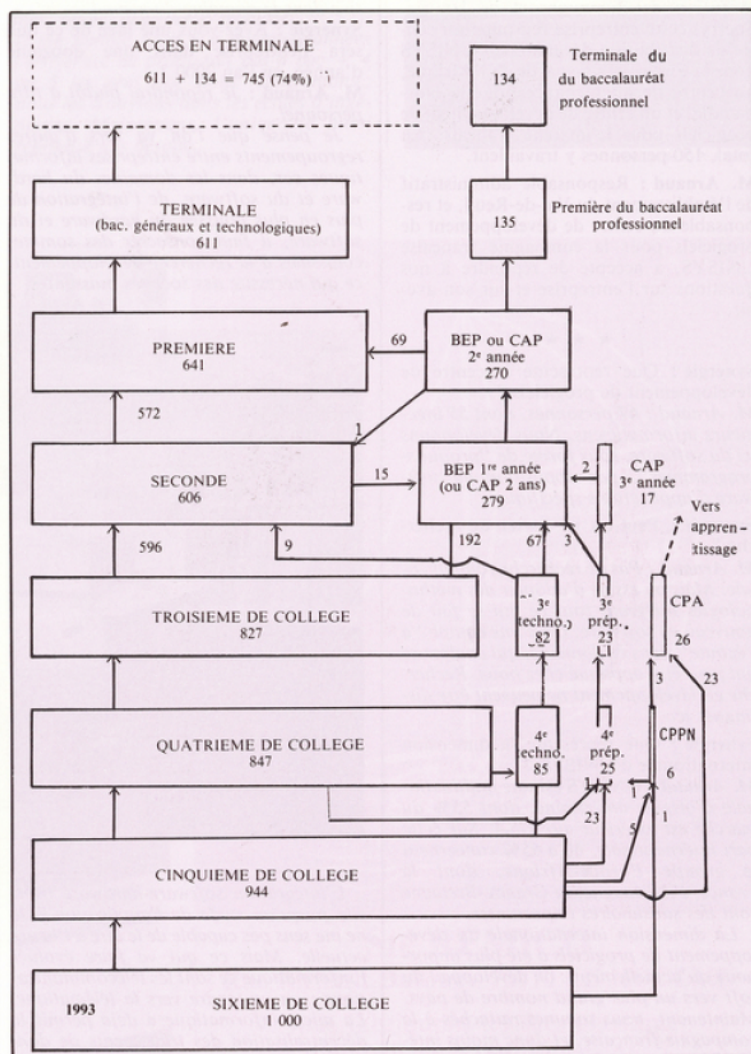 ACCES EN TERMINALE
611 + 134 = 745 (74%)
134
Terminale du
du baccalauréat
professionnel
TERMINALE
(bac. généraux et technologiques)
611
135
Première du baccalauréat
professionnel
PREMIERE
641
69
BEP ou CAP
2e année
270
572
1
SECONDE
606
15
BEP 1re année
(ou CAP 2 ans)
279
2
CAP
3e année
17
Vers
appren-
tissage
596
9
192
67
3
TROISIEME DE COLLEGE
827
3e
techno.
82
3e
prép.
23
CPA
26
3
23
QUATRIEME DE COLLEGE
847
4e
techno.
85
4e
prép.
25
CPPN
6
1
23
1
5
1
CINQUIEME DE COLLEGE
944
1993
SIXIEME DE COLLEGE
1 000